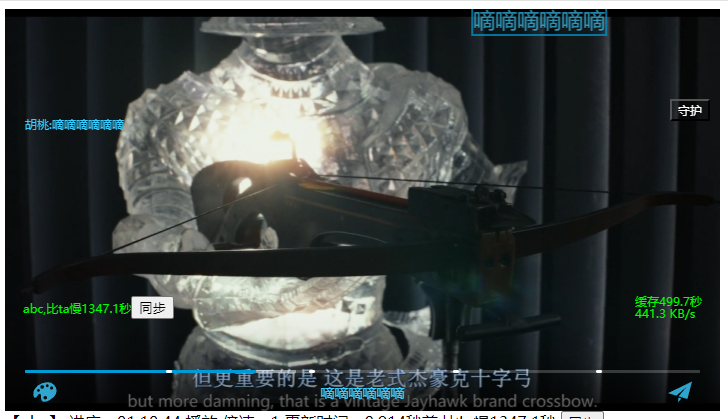 嘀嘀嘀嘀嘀嘀
守护
胡桃:嘀嘀嘀嘀嘀嘀
缓存499.7秒
abc,比ta慢1347.1秒 同步
441.3 KB/s
但更重要的是 这是老式杰豪克十字弓
嘀嘀嘀嘀嘀嘀
but more damning, that is a vintage Jayhawk brand crossbow.